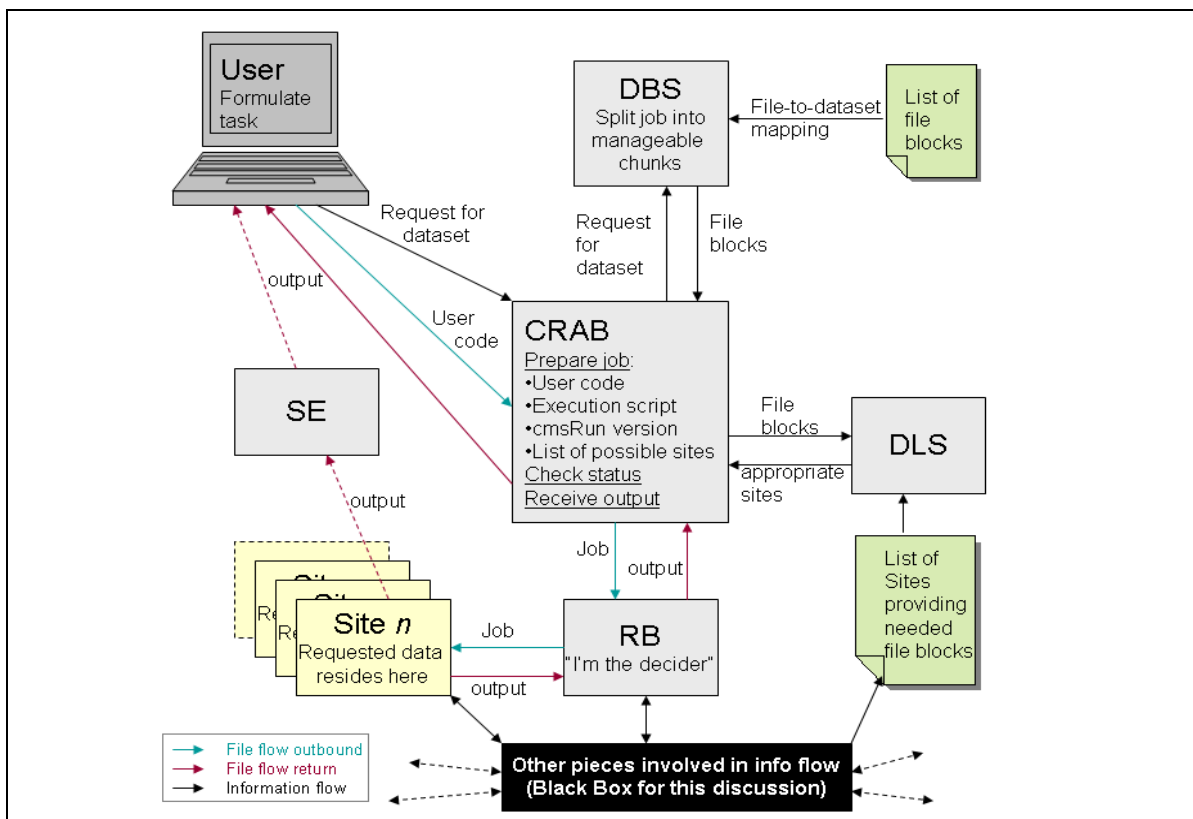 User
Formulate
task
DBS
Split job into
manageable
chunks
File-to-dataset
mapping
List of
file
blocks
Request for
dataset
Request
for
dataset
File
blocks
output
User
code
CRAB
Prepare job:
•User code
•Execution script
•cmsRun version
•List of possible sites
Check status
Receive output
SE
File
blocks
appropriate
sites
DLS
output
Job
output
List of
Sites
providing
needed
file blocks
Site n
Requested data
resides here
Job
output
RB
"I'm the decider"
File flow outbound
File flow return
Information flow
Other pieces involved in info flow
(Black Box for this discussion)